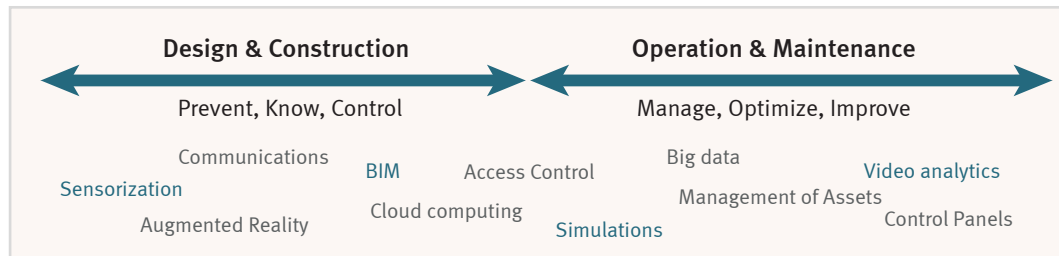 Design & Construction
Operation & Maintenance
Prevent, Know, Control
Manage, Optimize, Improve
Communications
BIM
Access Control
Big data
Video analytics
Sensorization
Management of Assets
Augmented Reality
Cloud computing
Simulations
Control Panels